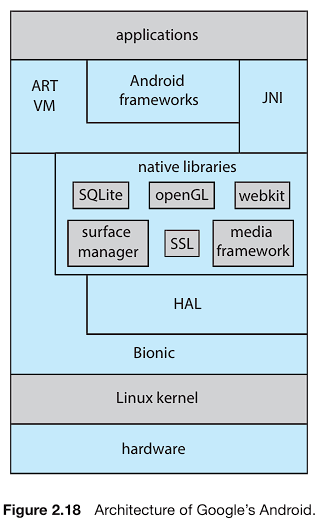 applications
ART
VM
Android
frameworks
JNI
native libraries
SQLite
openGL
webkit
surface
manager
SSL
media
framework
HAL
Bionic
Linux kernel
hardware
Figure 2.18 Architecture of Google's Android.